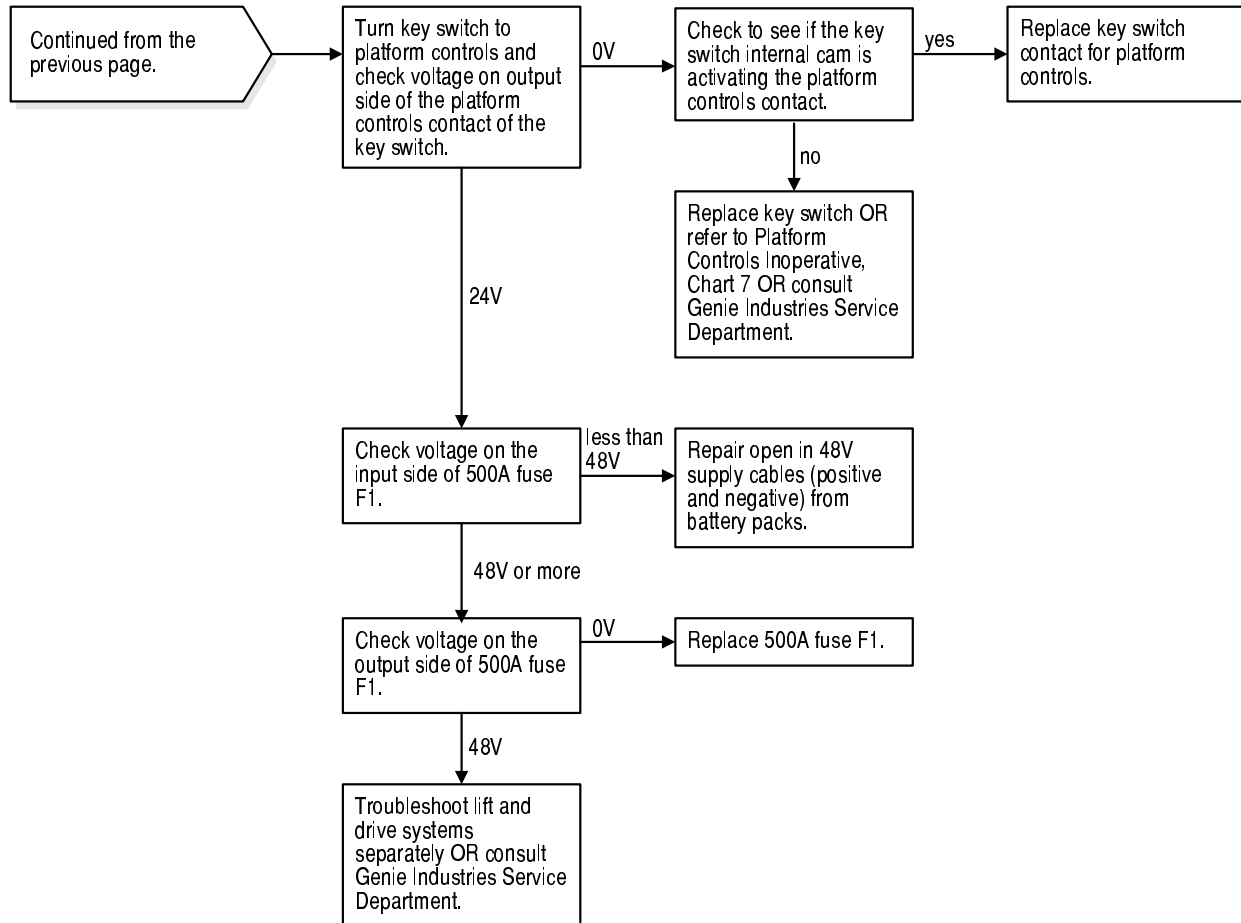 Continued from the
previous page.
Turn key switch to
platform controls and
check voltage on output
side of the platform
controls contact of the
key switch.
0V
Check to see if the key
switch internal cam is
activating the platform
controls contact.
yes
Replace key switch
contact for platform
controls.
no
Replace key switch OR
refer to Platform
Controls Inoperative,
Chart 7 OR consult
Genie Industries Service
Department.
24V
Check voltage on the
input side of 500A fuse
F1.
less than
48V
Repair open in 48V
supply cables (positive
and negative) from
battery packs.
48V or more
Check voltage on the
output side of 500A fuse
F1.
0V
Replace 500A fuse F1.
48V
Troubleshoot lift and
drive systems
separately OR consult
Genie Industries Service
Department.